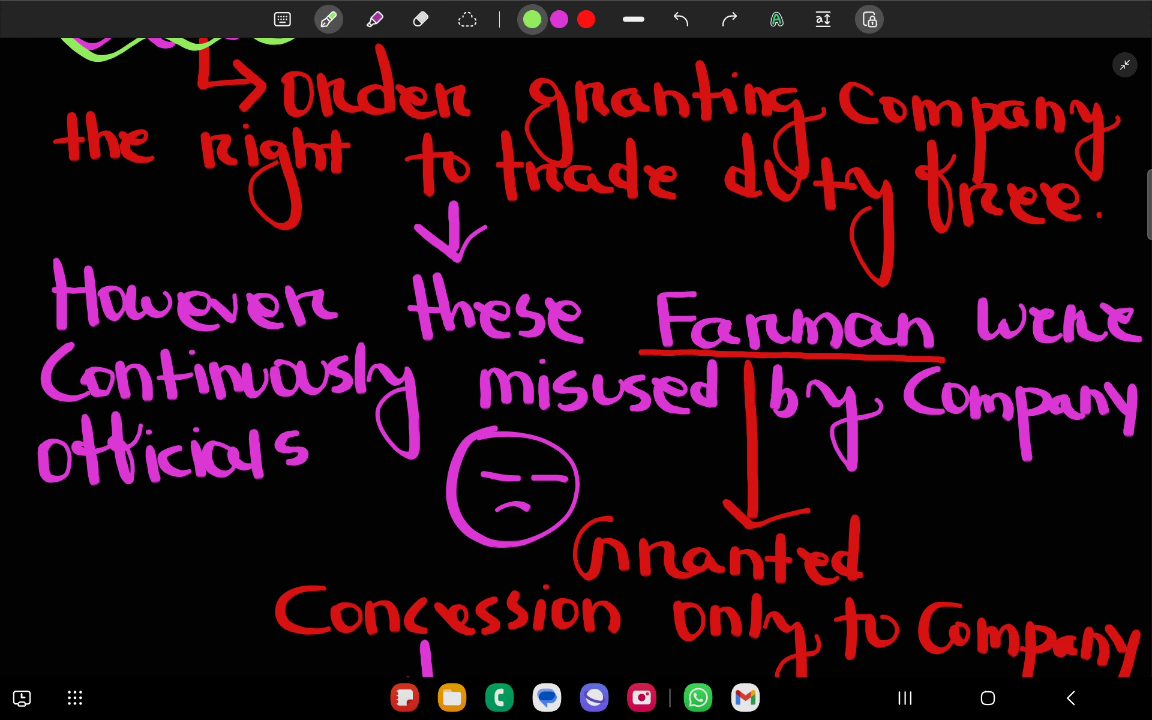 Order granting Company
the right to trade duty free.
However these Farman were
Continuously misused by Company
officials
Granted
Concession only to Company